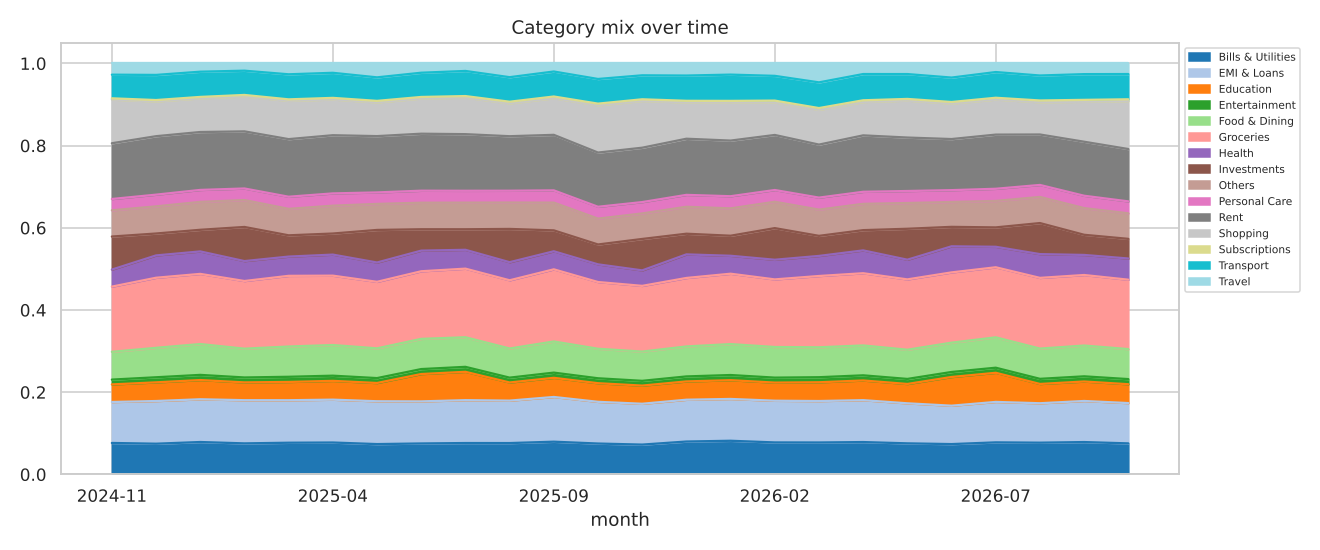 Category mix over time
1.0
0.8
0.6
0.4
0.2
0.0
2024-11
2025-04
2025-09
2026-02
2026-07
month
Bills & Utilities
EMI & Loans
Education
Entertainment
Food & Dining
Groceries
Health
Investments
Others
Personal Care
Rent
Shopping
Subscriptions
Transport
Travel